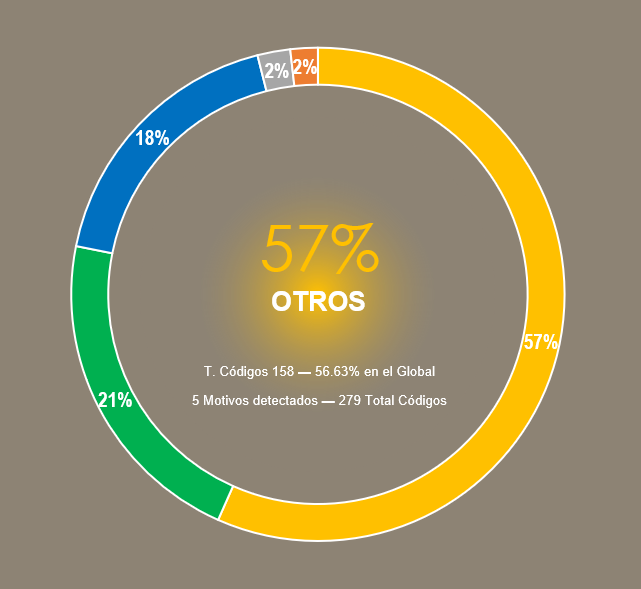 2%
2%
18%
57%
OTROS
57%
T. Códigos 158 — 56.63% en el Global
21%
5 Motivos detectados — 279 Total Códigos